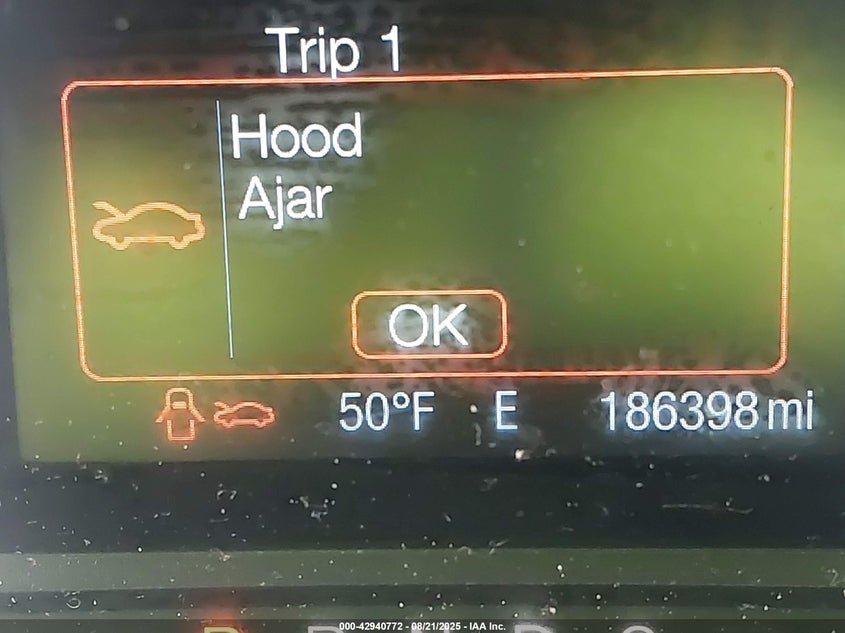 Trip 1
Hood
Ajar
OK
50°F E 186398 mi
000-42940772 - 08/21/2025 - IAA Inc.